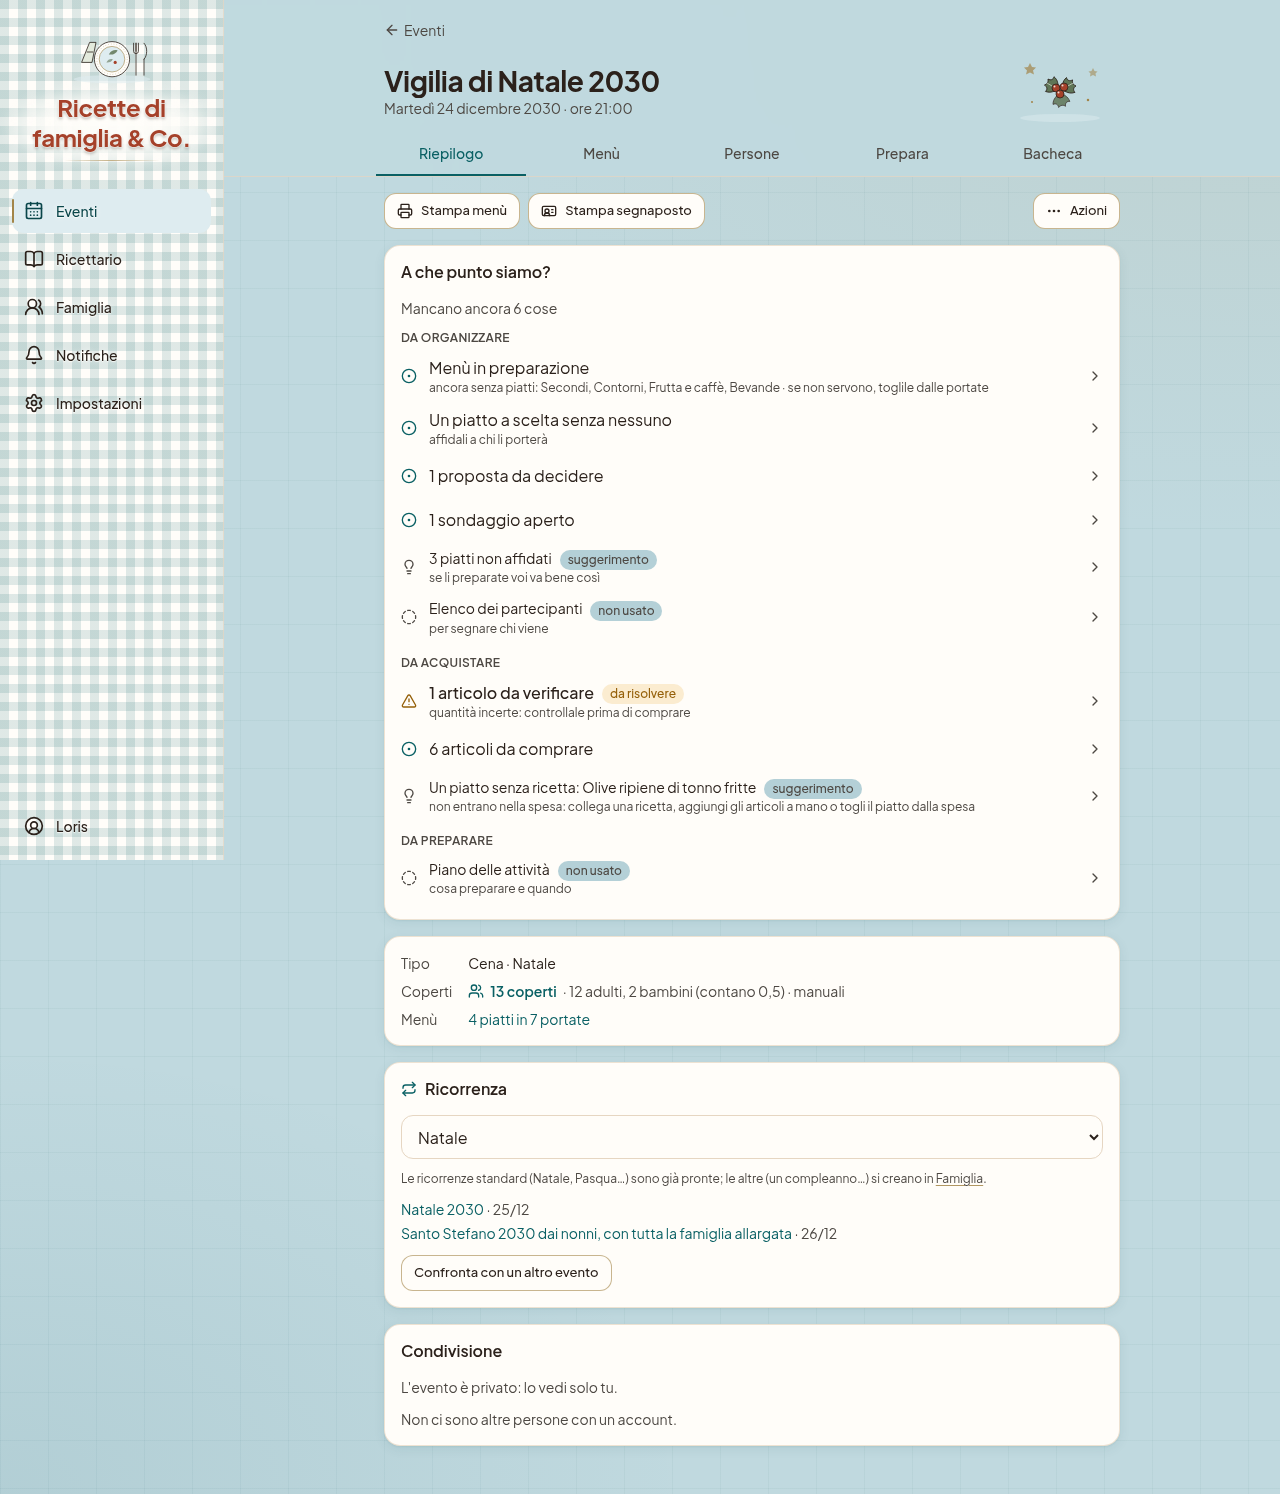 Ricette di
famiglia & Co.
Eventi
Ricettario
Famiglia
Notifiche
Impostazioni
Loris
Eventi
Vigilia di Natale 2030
Martedì 24 dicembre 2030 · ore 21:00
Riepilogo
Menù
Persone
Prepara
Bacheca
Stampa menù
Stampa segnaposto
Azioni
A che punto siamo?
Mancano ancora 6 cose
DA ORGANIZZARE
Menù in preparazione
ancora senza piatti: Secondi, Contorni, Frutta e caffè, Bevande · se non servono, toglile dalle portate
Un piatto a scelta senza nessuno
affidali a chi li porterà
1 proposta da decidere
1 sondaggio aperto
3 piatti non affidati suggerimento
se li preparate voi va bene così
Elenco dei partecipanti non usato
per segnare chi viene
DA ACQUISTARE
1 articolo da verificare da risolvere
quantità incerte: controllale prima di comprare
6 articoli da comprare
Un piatto senza ricetta: Olive ripiene di tonno fritte suggerimento
non entrano nella spesa: collega una ricetta, aggiungi gli articoli a mano o togli il piatto dalla spesa
DA PREPARARE
Piano delle attività non usato
cosa preparare e quando
Tipo Cena · Natale
Coperti 13 coperti · 12 adulti, 2 bambini (contano 0,5) · manuali
Menù 4 piatti in 7 portate
Ricorrenza
Natale
Le ricorrenze standard (Natale, Pasqua…) sono già pronte; le altre (un compleanno…) si creano in Famiglia.
Natale 2030 · 25/12
Santo Stefano 2030 dai nonni, con tutta la famiglia allargata · 26/12
Confronta con un altro evento
Condivisione
L'evento è privato: lo vedi solo tu.
Non ci sono altre persone con un account.